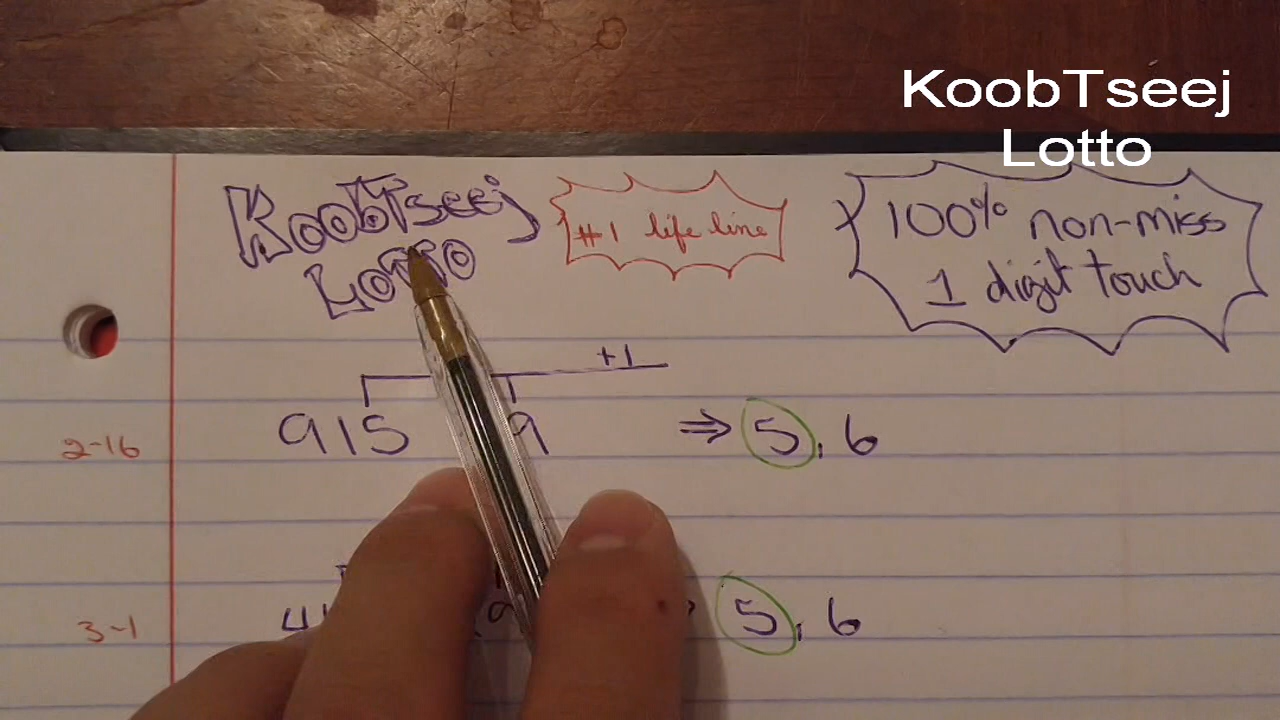 KoobTseej
Lotto
KoobTseej
Lotto
#1 life line
100% non-miss
1 digit touch
+1
2-16 915 9 ⇒ 5, 6
3-1 5, 6